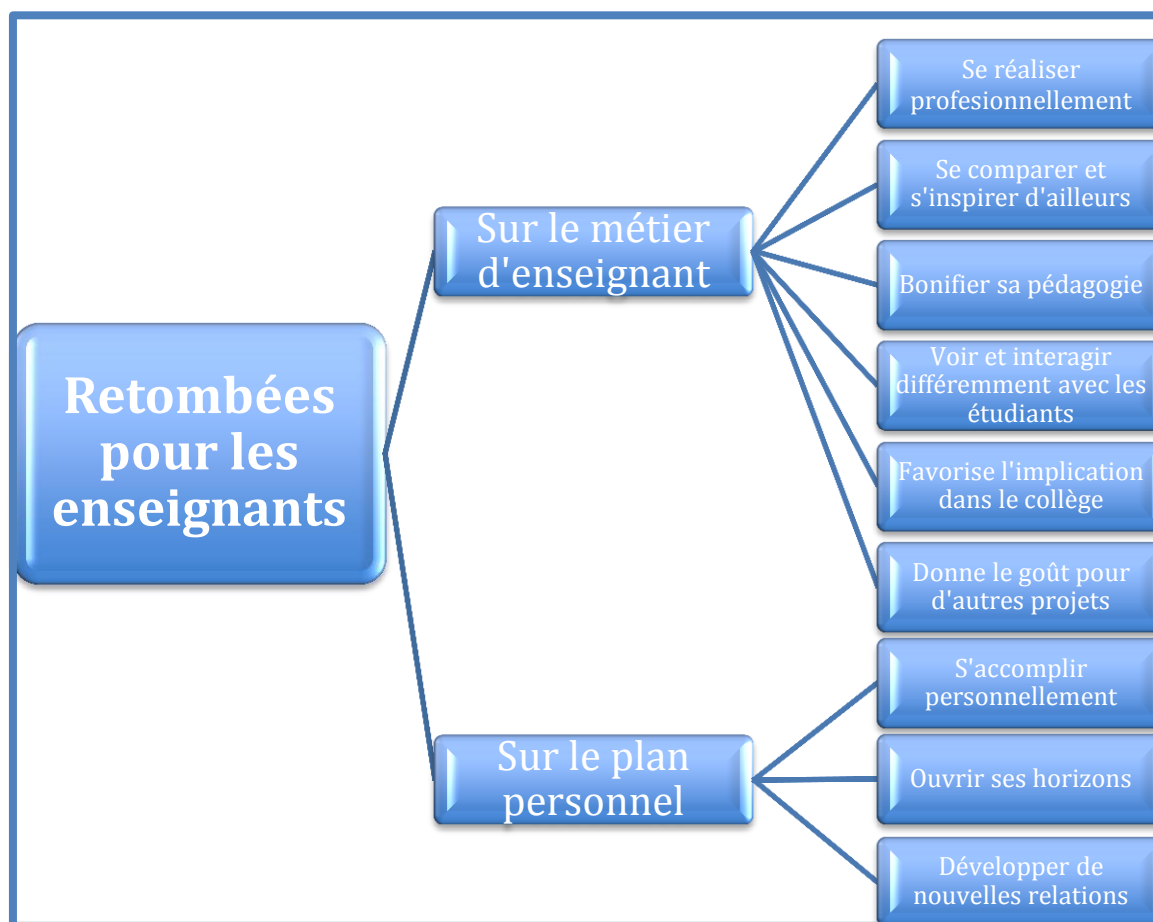 Retombées
pour les
enseignants
Sur le métier
d'enseignant
Se réaliser
profesionnellement
Se comparer et
s'inspirer d'ailleurs
Bonifier sa pédagogie
Voir et interagir
différemment avec les
étudiants
Favorise l'implication
dans le collège
Donne le goût pour
d'autres projets
Sur le plan
personnel
S'accomplir
personnellement
Ouvrir ses horizons
Développer de
nouvelles relations